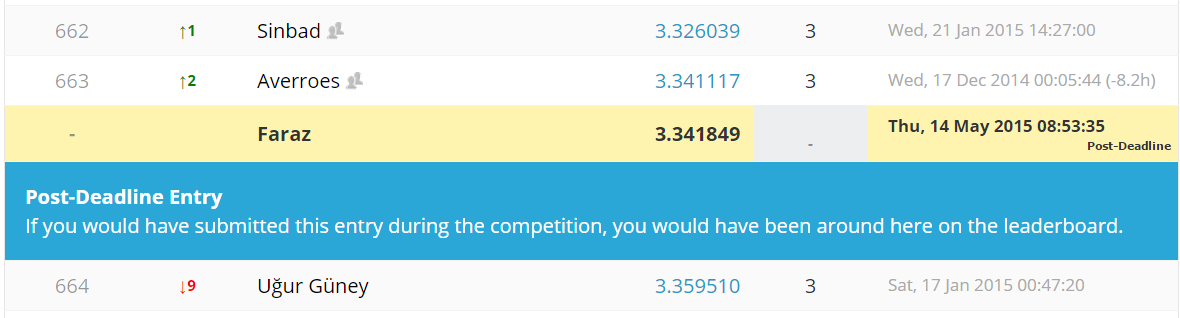 662 ↑1 Sinbad 3.326039 3 Wed, 21 Jan 2015 14:27:00
663 ↑2 Averroes 3.341117 3 Wed, 17 Dec 2014 00:05:44 (-8.2h)
- Faraz 3.341849 - Thu, 14 May 2015 08:53:35
Post-Deadline
Post-Deadline Entry
If you would have submitted this entry during the competition, you would have been around here on the leaderboard.
664 ↓9 Uğur Güney 3.359510 3 Sat, 17 Jan 2015 00:47:20